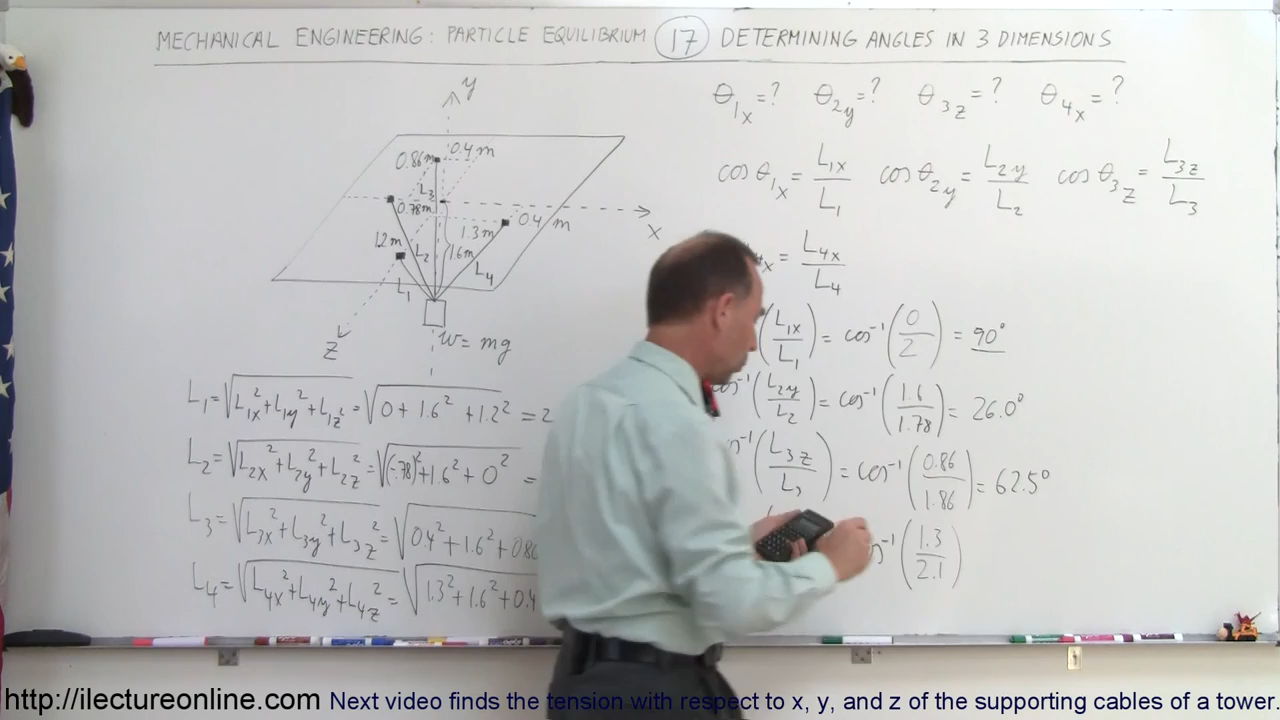 MECHANICAL ENGINEERING: PARTICLE EQUILIBRIUM 17 DETERMINING ANGLES IN 3 DIMENSIONS
θ₁ₓ=? θ₂y=? θ₃z=? θ₄ₓ=?
cos θ₁ₓ = L₁ₓ/L₁ cos θ₂y = L₂y/L₂ cos θ₃z = L₃z/L₃
₄ₓ = L₄ₓ/L₄
y
0.86m 0.4m
L₃
0.78m
0.4 m
x
1.2m
L₂
1.3m
1.6m
L₄
L₁
z
W = mg
(L₁ₓ/L₁) = cos⁻¹(0/2) = 90°
cos⁻¹(L₂y/L₂) = cos⁻¹(1.6/1.78) = 26.0°
⁻¹(L₃z/L₃) = cos⁻¹(0.86/1.86) = 62.5°
os⁻¹(1.3/2.1)
L₁ = √(L₁ₓ² + L₁y² + L₁z²) = √(0 + 1.6² + 1.2²) = 2
L₂ = √(L₂ₓ² + L₂y² + L₂z²) = √((-.78)² + 1.6² + 0²) =
L₃ = √(L₃ₓ² + L₃y² + L₃z²) = √(0.4² + 1.6² + 0.86
L₄ = √(L₄ₓ² + L₄y² + L₄z²) = √(1.3² + 1.6² + 0.4
http://ilectureonline.com Next video finds the tension with respect to x, y, and z of the supporting cables of a tower.